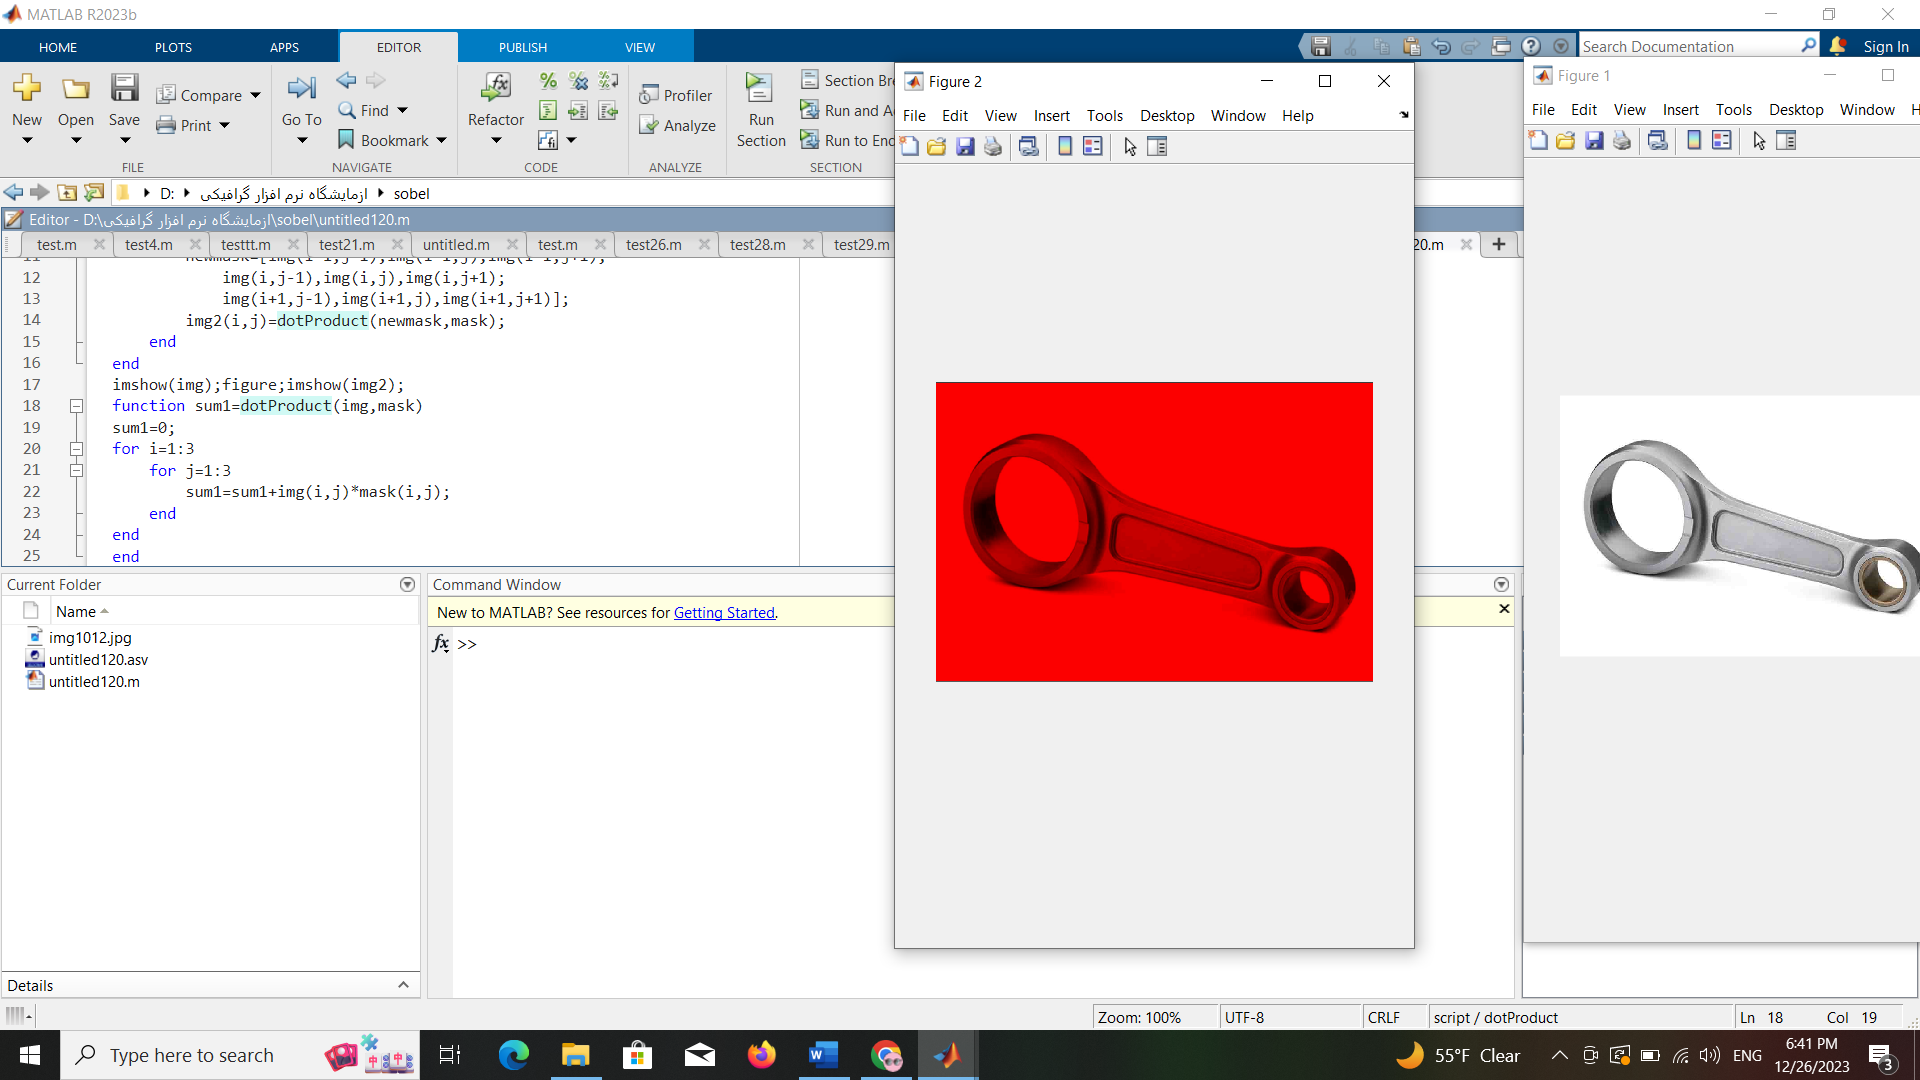 MATLAB R2023b
HOME PLOTS APPS EDITOR PUBLISH VIEW
Search Documentation
Sign In
New Open Save Compare Print
FILE
Go To Find Bookmark
NAVIGATE
Refactor
CODE
Profiler
Analyze
ANALYZE
Run Section
Section Bre
Run and A
Run to End
SECTION
D: ازمایشگاه نرم افزار گرافیکی sobel
Editor - D:\ازمایشگاه نرم افزار گرافیکی\sobel\untitled120.m
test.m test4.m testtt.m test21.m untitled.m test.m test26.m test28.m test29.m 20.m
12 img(i,j-1),img(i,j),img(i,j+1);
13 img(i+1,j-1),img(i+1,j),img(i+1,j+1)];
14 img2(i,j)=dotProduct(newmask,mask);
15 end
16 end
17 imshow(img);figure;imshow(img2);
18 function sum1=dotProduct(img,mask)
19 sum1=0;
20 for i=1:3
21 for j=1:3
22 sum1=sum1+img(i,j)*mask(i,j);
23 end
24 end
25 end
Current Folder
Name
img1012.jpg
untitled120.asv
untitled120.m
Details
Command Window
New to MATLAB? See resources for Getting Started.
fx >>
Figure 2
File Edit View Insert Tools Desktop Window Help
Figure 1
File Edit View Insert Tools Desktop Window H
Zoom: 100% UTF-8 CRLF script / dotProduct Ln 18 Col 19
Type here to search
55°F Clear
ENG
6:41 PM
12/26/2023
3